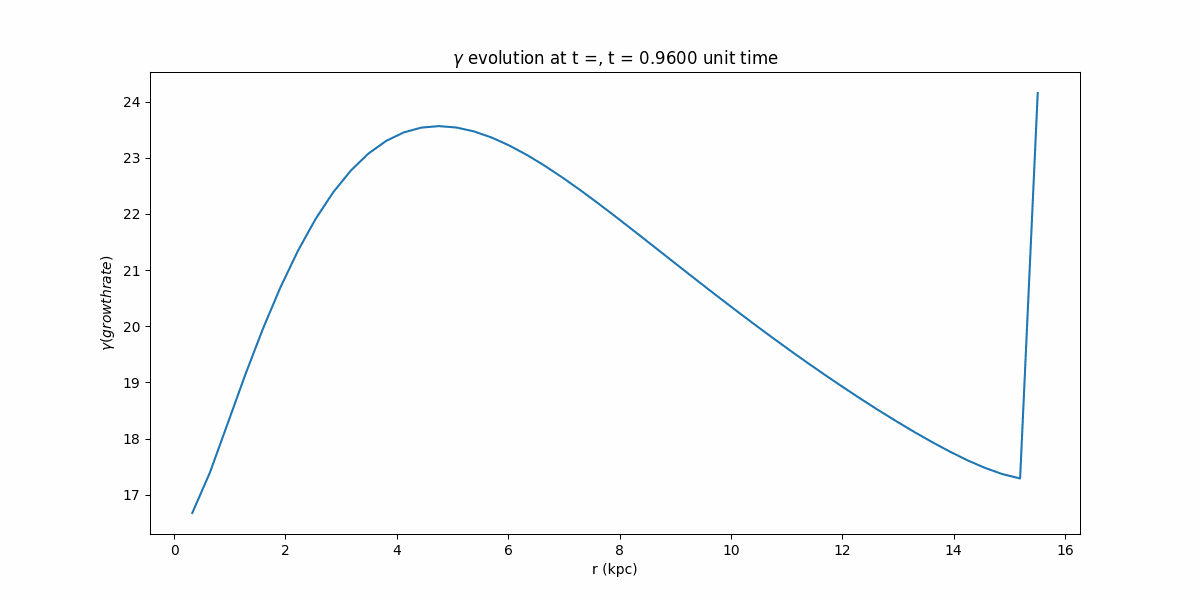 γ evolution at t =, t = 0.9600 unit time
24
23
22
21
20
19
18
17
γ(growthrate)
0 2 4 6 8 10 12 14 16
r (kpc)